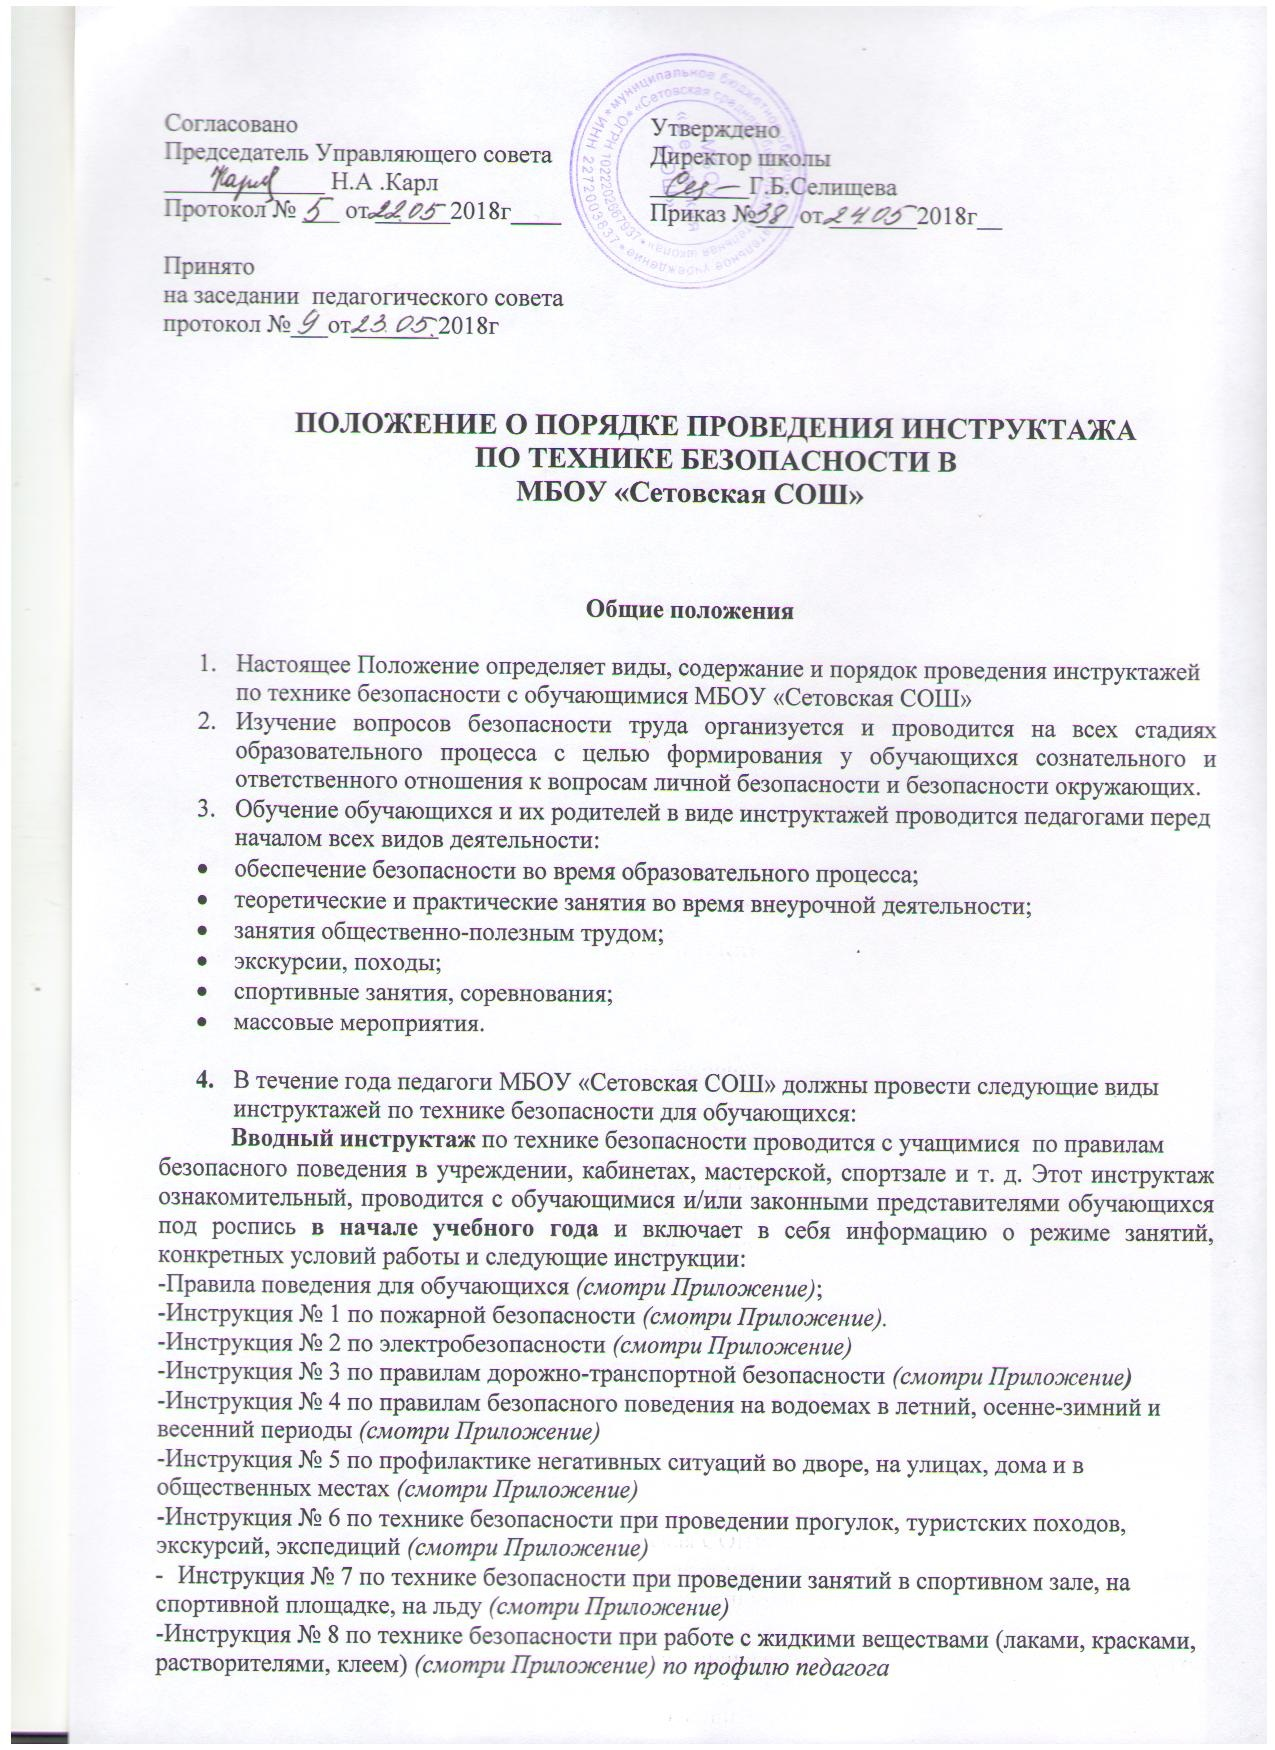 Согласовано
Председатель Управляющего совета
_____________ Н.А .Карл
Протокол № 5 от 22.05 2018г____
Утверждено
Директор школы
________Г.Б.Селищева
Приказ № 38 от 24.05 2018г__
Принято
на заседании педагогического совета
протокол № 9 от 23.05. 2018г
муниципальное бюджетное
«Сетовская средняя
ОГРН 1022202667937
ИНН 2272003837
учреждение
ПОЛОЖЕНИЕ О ПОРЯДКЕ ПРОВЕДЕНИЯ ИНСТРУКТАЖА
ПО ТЕХНИКЕ БЕЗОПАСНОСТИ В
МБОУ «Сетовская СОШ»
Общие положения
1. Настоящее Положение определяет виды, содержание и порядок проведения инструктажей
по технике безопасности с обучающимися МБОУ «Сетовская СОШ»
2. Изучение вопросов безопасности труда организуется и проводится на всех стадиях
образовательного процесса с целью формирования у обучающихся сознательного и
ответственного отношения к вопросам личной безопасности и безопасности окружающих.
3. Обучение обучающихся и их родителей в виде инструктажей проводится педагогами перед
началом всех видов деятельности:
• обеспечение безопасности во время образовательного процесса;
• теоретические и практические занятия во время внеурочной деятельности;
• занятия общественно-полезным трудом;
• экскурсии, походы;
• спортивные занятия, соревнования;
• массовые мероприятия.
4. В течение года педагоги МБОУ «Сетовская СОШ» должны провести следующие виды
инструктажей по технике безопасности для обучающихся:
Вводный инструктаж по технике безопасности проводится с учащимися по правилам
безопасного поведения в учреждении, кабинетах, мастерской, спортзале и т. д. Этот инструктаж
ознакомительный, проводится с обучающимися и/или законными представителями обучающихся
под роспись в начале учебного года и включает в себя информацию о режиме занятий,
конкретных условий работы и следующие инструкции:
-Правила поведения для обучающихся (смотри Приложение);
-Инструкция № 1 по пожарной безопасности (смотри Приложение).
-Инструкция № 2 по электробезопасности (смотри Приложение)
-Инструкция № 3 по правилам дорожно-транспортной безопасности (смотри Приложение)
-Инструкция № 4 по правилам безопасного поведения на водоемах в летний, осенне-зимний и
весенний периоды (смотри Приложение)
-Инструкция № 5 по профилактике негативных ситуаций во дворе, на улицах, дома и в
общественных местах (смотри Приложение)
-Инструкция № 6 по технике безопасности при проведении прогулок, туристских походов,
экскурсий, экспедиций (смотри Приложение)
- Инструкция № 7 по технике безопасности при проведении занятий в спортивном зале, на
спортивной площадке, на льду (смотри Приложение)
-Инструкция № 8 по технике безопасности при работе с жидкими веществами (лаками, красками,
растворителями, клеем) (смотри Приложение) по профилю педагога